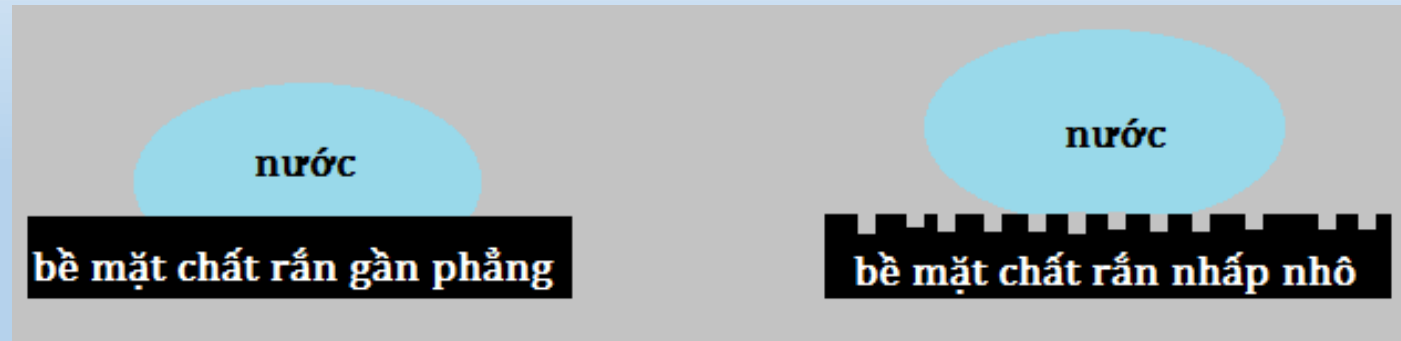 nước
nước
bề mặt chất rắn gần phẳng
bề mặt chất rắn nhấp nhô